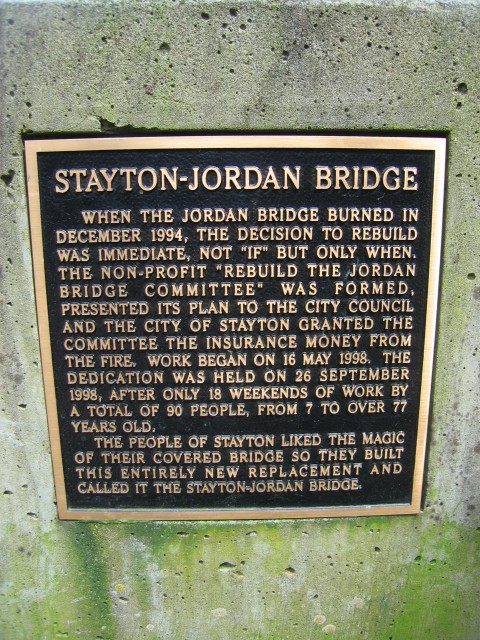 STAYTON-JORDAN BRIDGE
WHEN THE JORDAN BRIDGE BURNED IN
DECEMBER 1994, THE DECISION TO REBUILD
WAS IMMEDIATE, NOT "IF" BUT ONLY WHEN.
THE NON-PROFIT "REBUILD THE JORDAN
BRIDGE COMMITTEE" WAS FORMED,
PRESENTED ITS PLAN TO THE CITY COUNCIL
AND THE CITY OF STAYTON GRANTED THE
COMMITTEE THE INSURANCE MONEY FROM
THE FIRE. WORK BEGAN ON 16 MAY 1998. THE
DEDICATION WAS HELD ON 26 SEPTEMBER
1998, AFTER ONLY 18 WEEKENDS OF WORK BY
A TOTAL OF 90 PEOPLE, FROM 7 TO OVER 77
YEARS OLD.
THE PEOPLE OF STAYTON LIKED THE MAGIC
OF THEIR COVERED BRIDGE SO THEY BUILT
THIS ENTIRELY NEW REPLACEMENT AND
CALLED IT THE STAYTON-JORDAN BRIDGE.